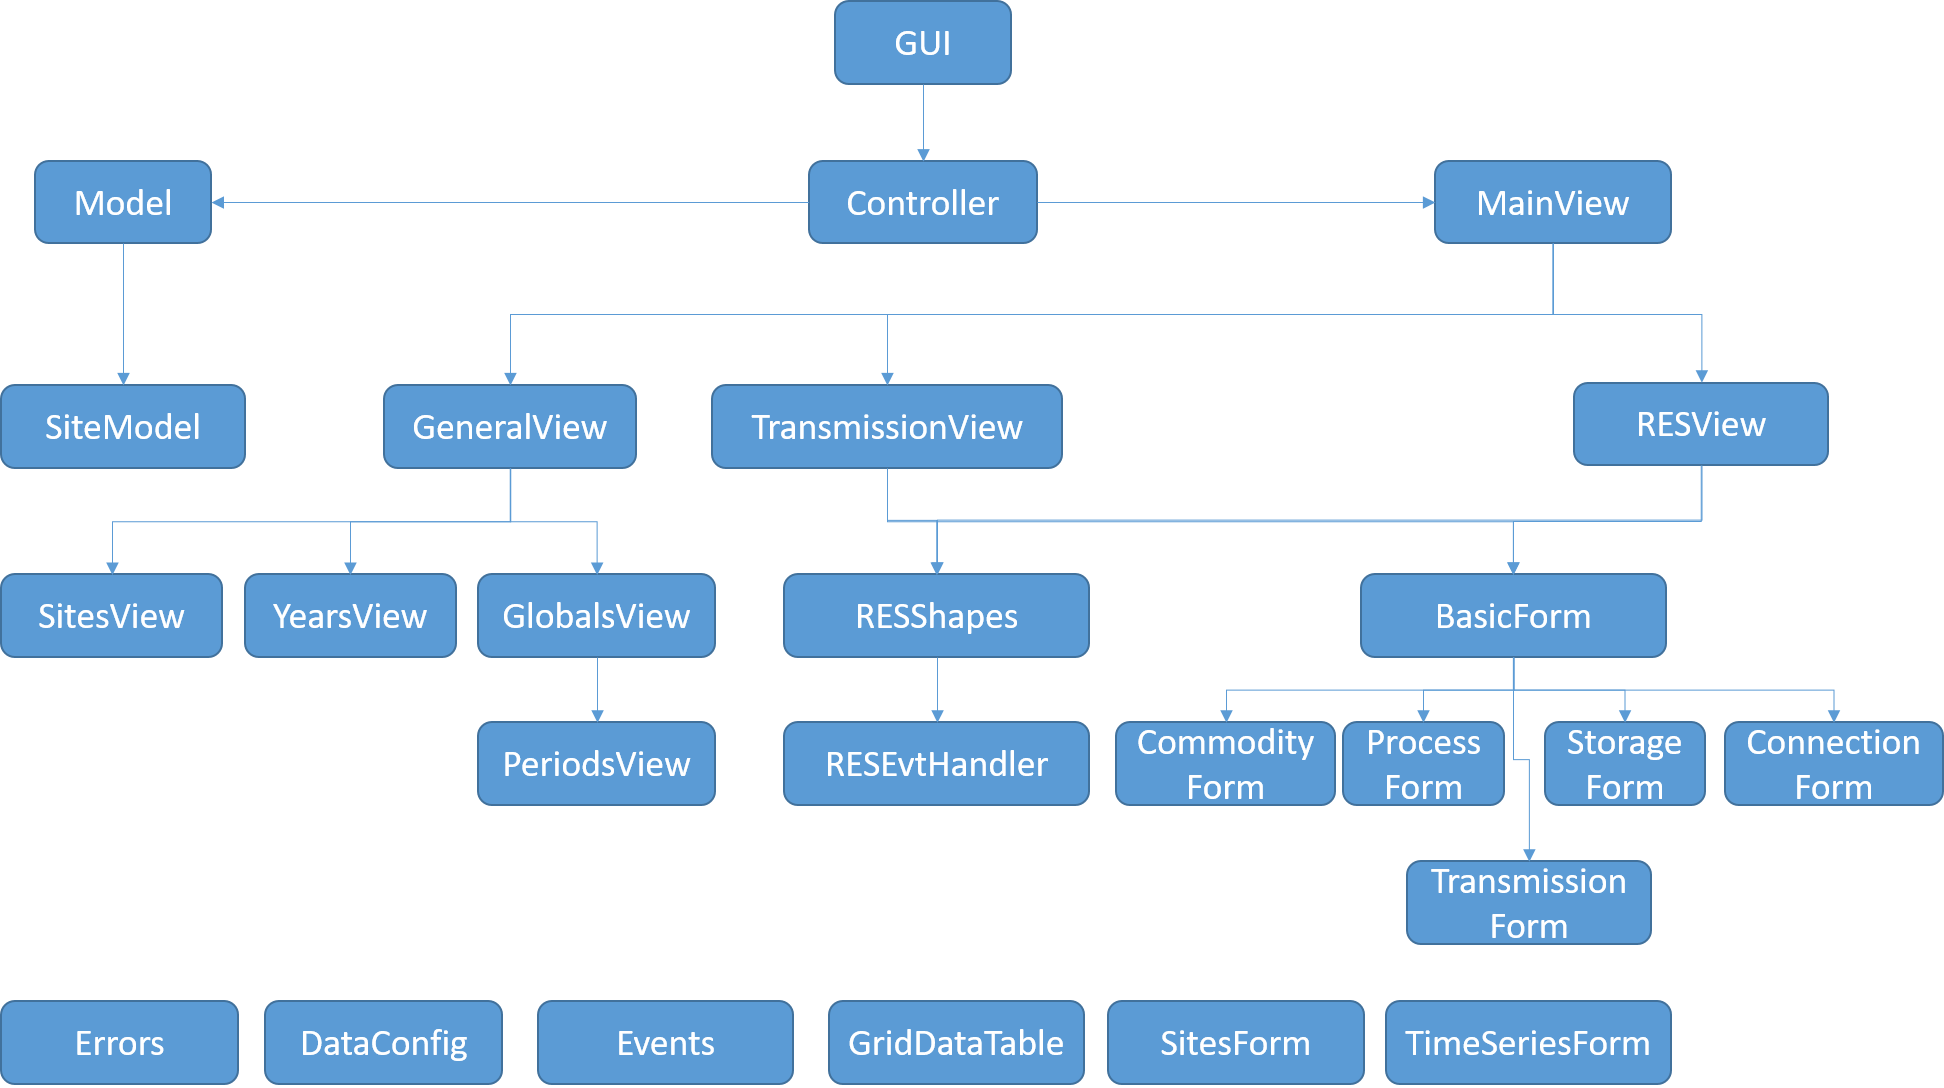 GUI
Model
Controller
MainView
SiteModel
GeneralView
TransmissionView
RESView
SitesView
YearsView
GlobalsView
RESShapes
BasicForm
PeriodsView
RESEvtHandler
Commodity
Form
Process
Form
Storage
Form
Connection
Form
Transmission
Form
Errors
DataConfig
Events
GridDataTable
SitesForm
TimeSeriesForm